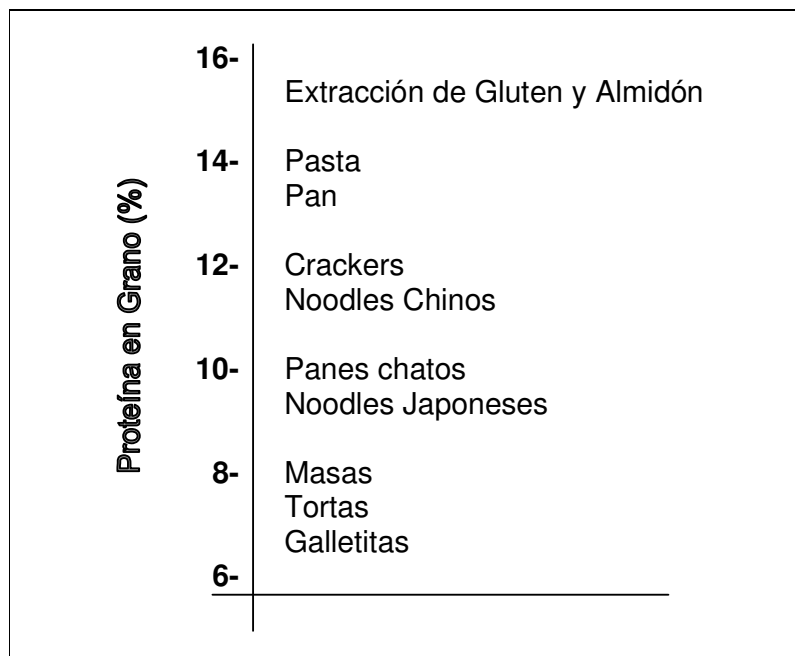 16-
Extracción de Gluten y Almidón
14- Pasta
Pan
12- Crackers
Noodles Chinos
10- Panes chatos
Noodles Japoneses
8- Masas
Tortas
Galletitas
6-
Proteína en Grano (%)